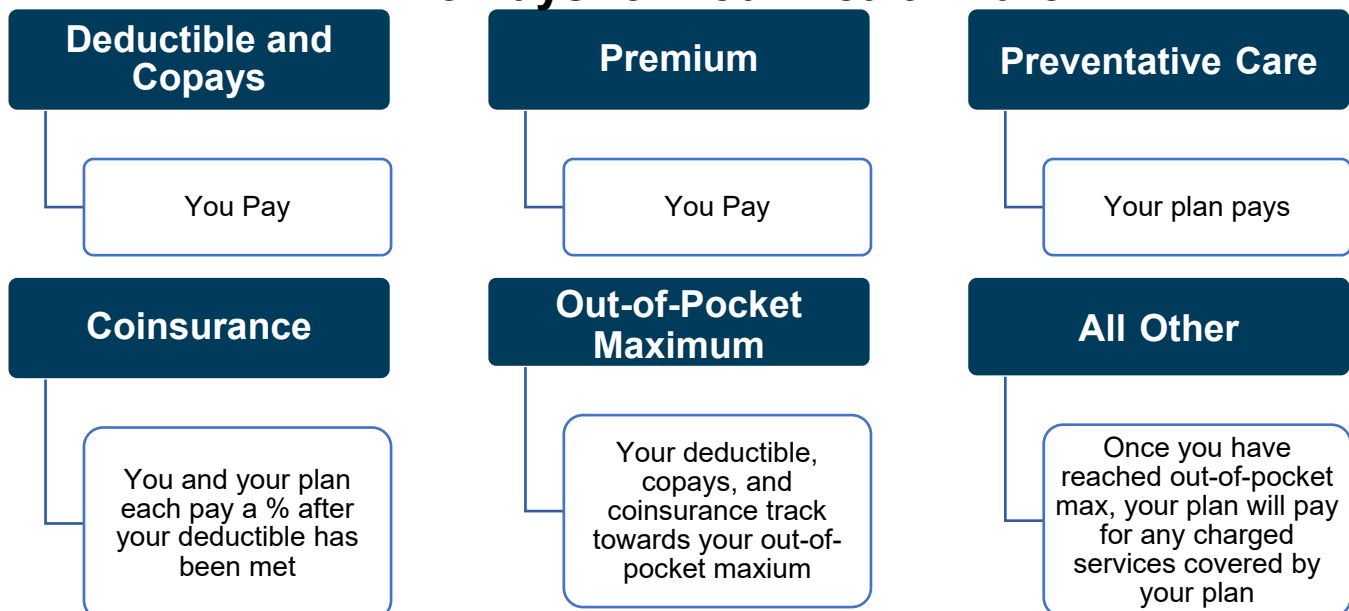 Deductible and
Copays
You Pay
Premium
You Pay
Preventative Care
Your plan pays
Coinsurance
You and your plan
each pay a % after
your deductible has
been met
Out-of-Pocket
Maximum
Your deductible,
copays, and
coinsurance track
towards your out-of-
pocket maxium
All Other
Once you have
reached out-of-pocket
max, your plan will pay
for any charged
services covered by
your plan